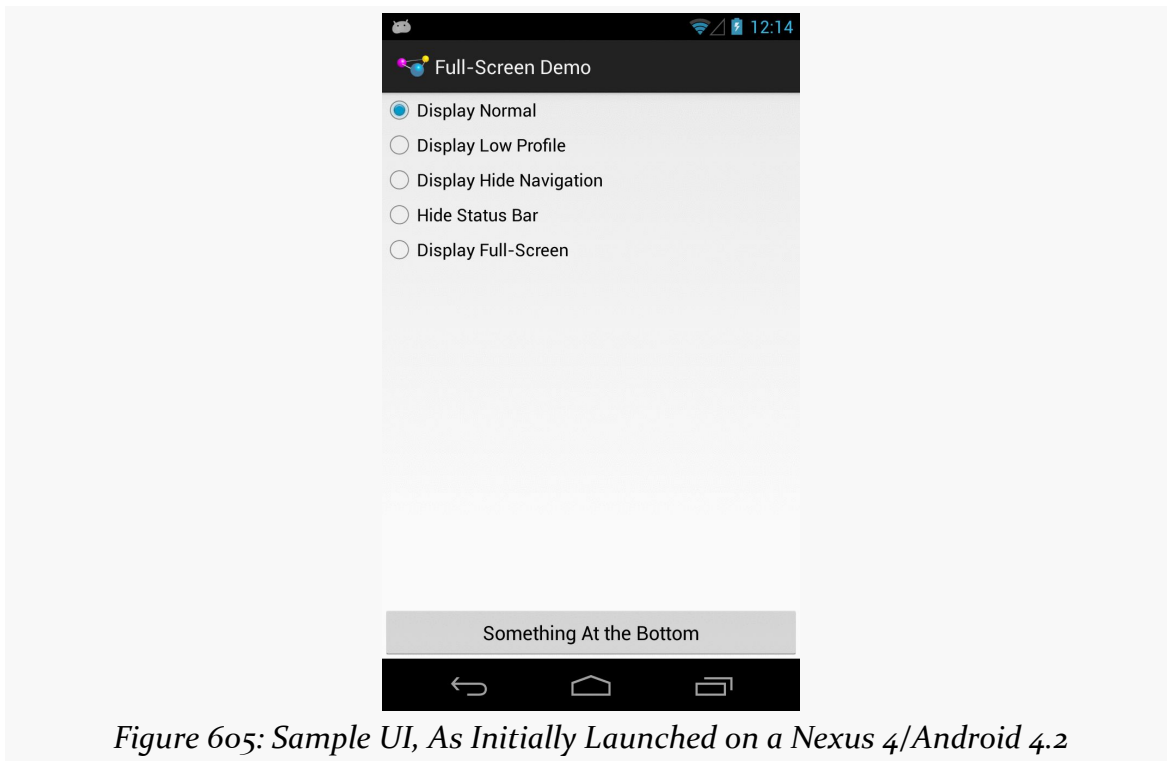 12:14
Full-Screen Demo
Display Normal
Display Low Profile
Display Hide Navigation
Hide Status Bar
Display Full-Screen
Something At the Bottom
Figure 605: Sample UI, As Initially Launched on a Nexus 4/Android 4.2